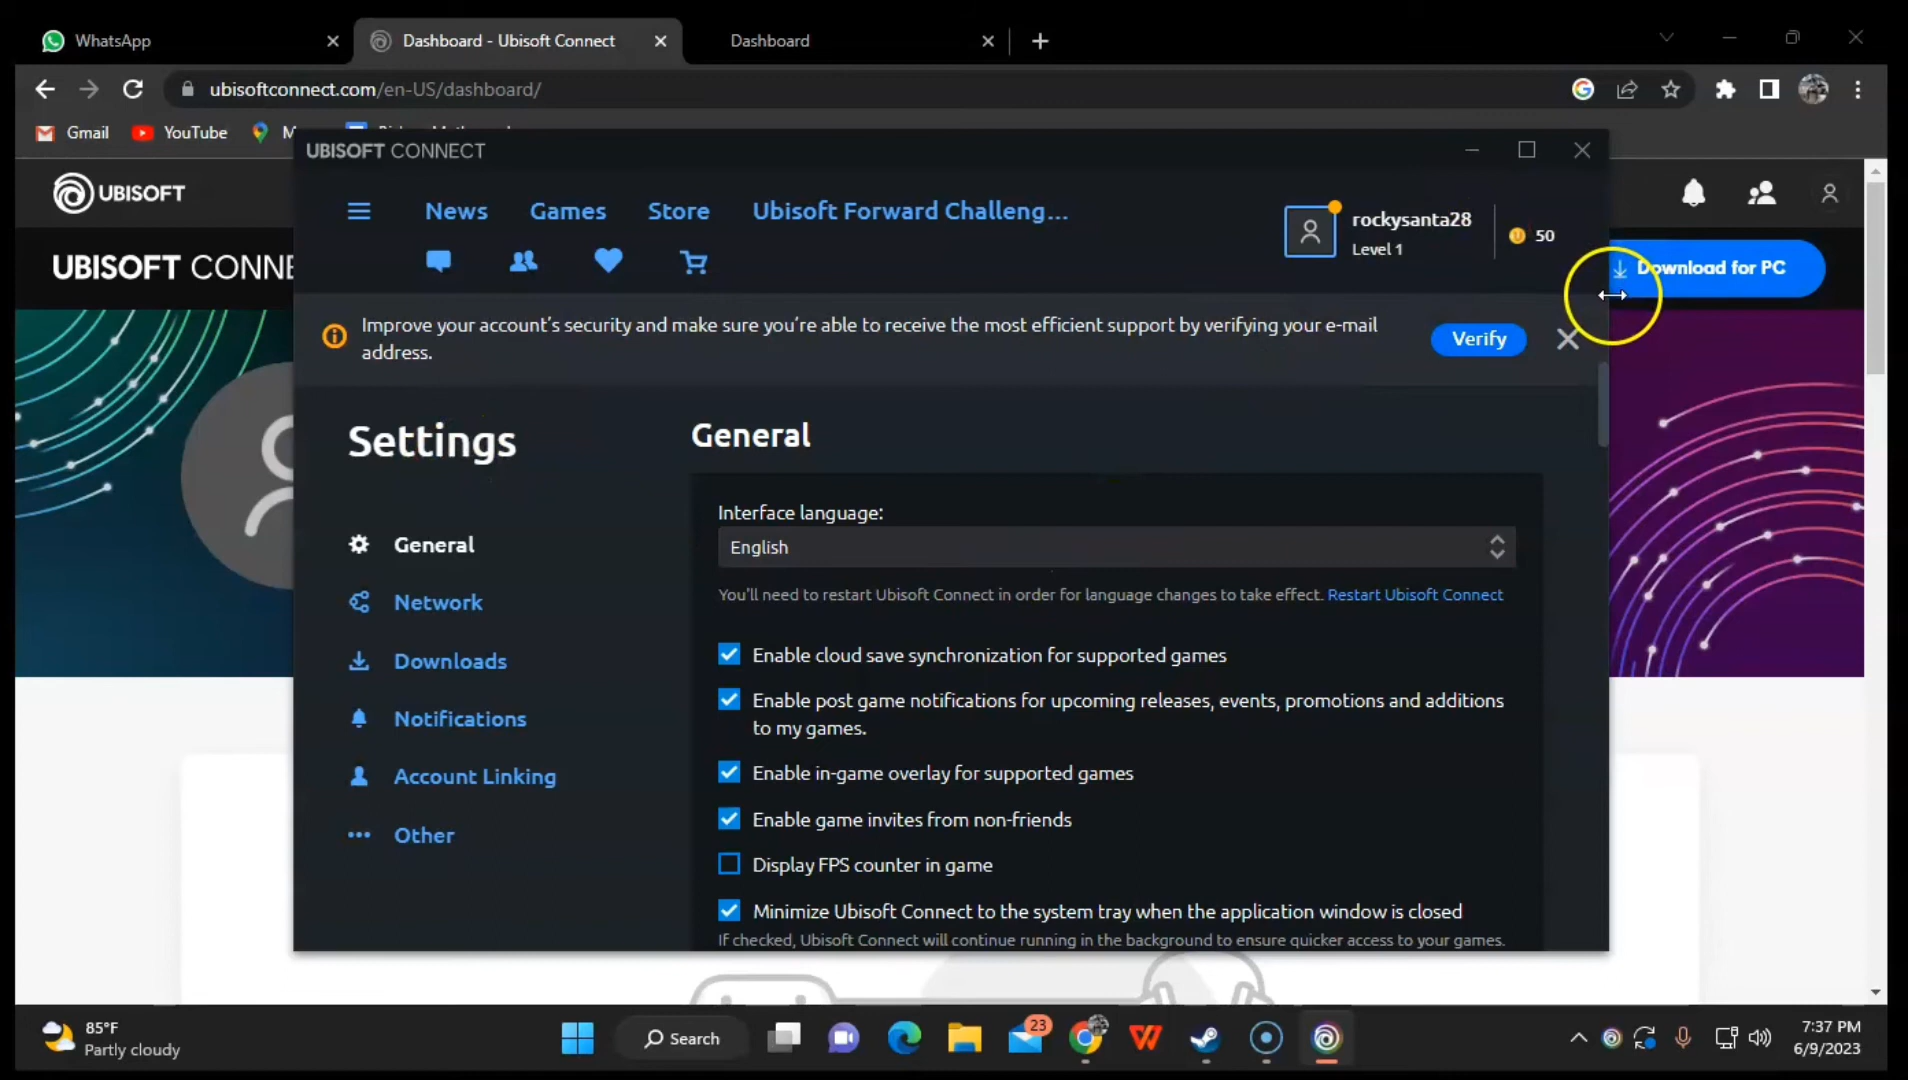 WhatsApp
Dashboard - Ubisoft Connect
Dashboard
ubisoftconnect.com/en-US/dashboard/
Gmail
YouTube
UBISOFT
UBISOFT CONNE
Download for PC
UBISOFT CONNECT
News
Games
Store
Ubisoft Forward Challeng...
rockysanta28
Level 1
50
Improve your account's security and make sure you're able to receive the most efficient support by verifying your e-mail
address.
Verify
Settings
General
Network
Downloads
Notifications
Account Linking
Other
General
Interface language:
English
You'll need to restart Ubisoft Connect in order for language changes to take effect. Restart Ubisoft Connect
Enable cloud save synchronization for supported games
Enable post game notifications for upcoming releases, events, promotions and additions
to my games.
Enable in-game overlay for supported games
Enable game invites from non-friends
Display FPS counter in game
Minimize Ubisoft Connect to the system tray when the application window is closed
If checked, Ubisoft Connect will continue running in the background to ensure quicker access to your games.
85°F
Partly cloudy
Search
23
7:37 PM
6/9/2023